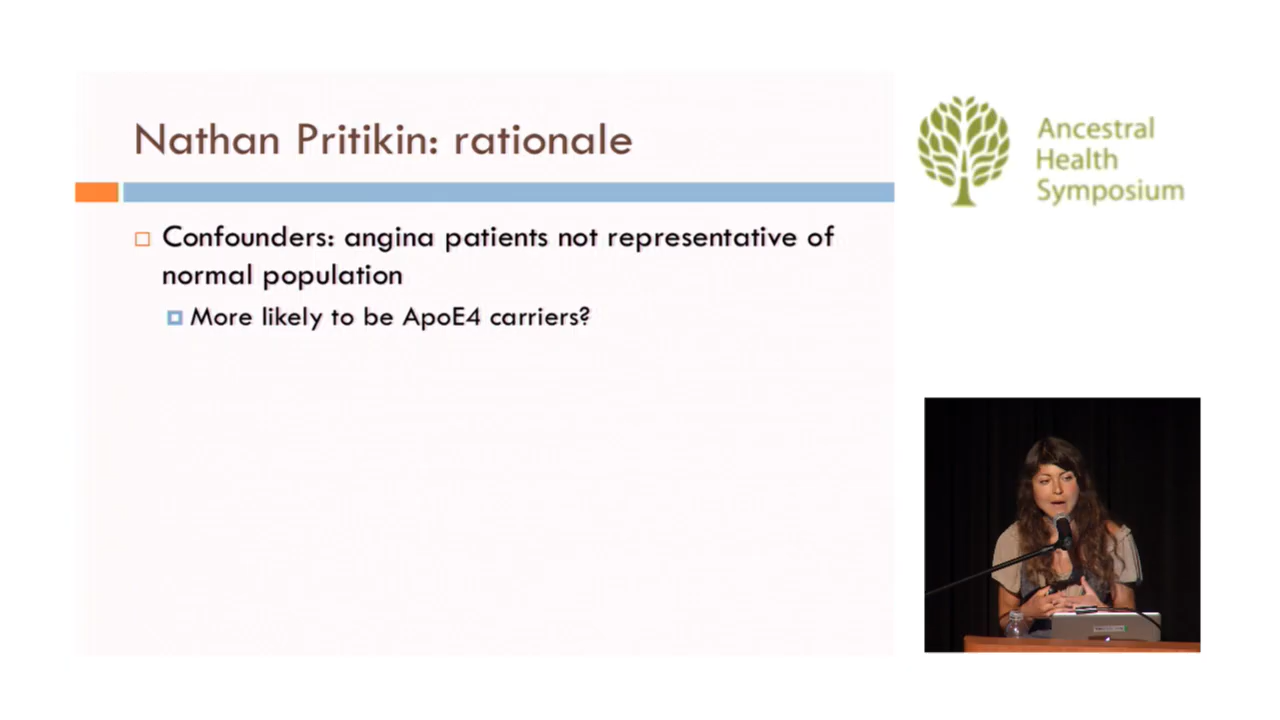 Nathan Pritikin: rationale
Confounders: angina patients not representative of
normal population
More likely to be ApoE4 carriers?
Ancestral
Health
Symposium